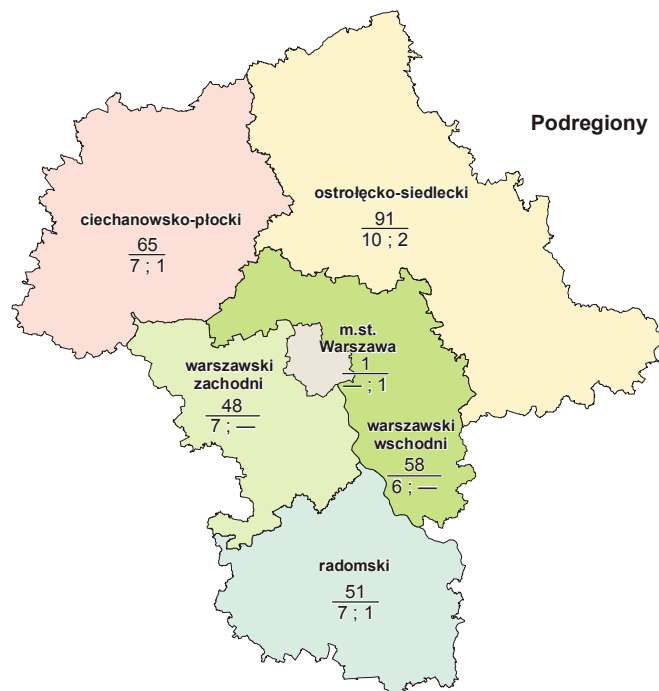 Podregiony
ostrołęcko-siedlecki
91
10 ; 2
ciechanowsko-płocki
65
7 ; 1
m.st.
Warszawa
1
— ; 1
warszawski
zachodni
48
7 ; —
warszawski
wschodni
58
6 ; —
radomski
51
7 ; 1